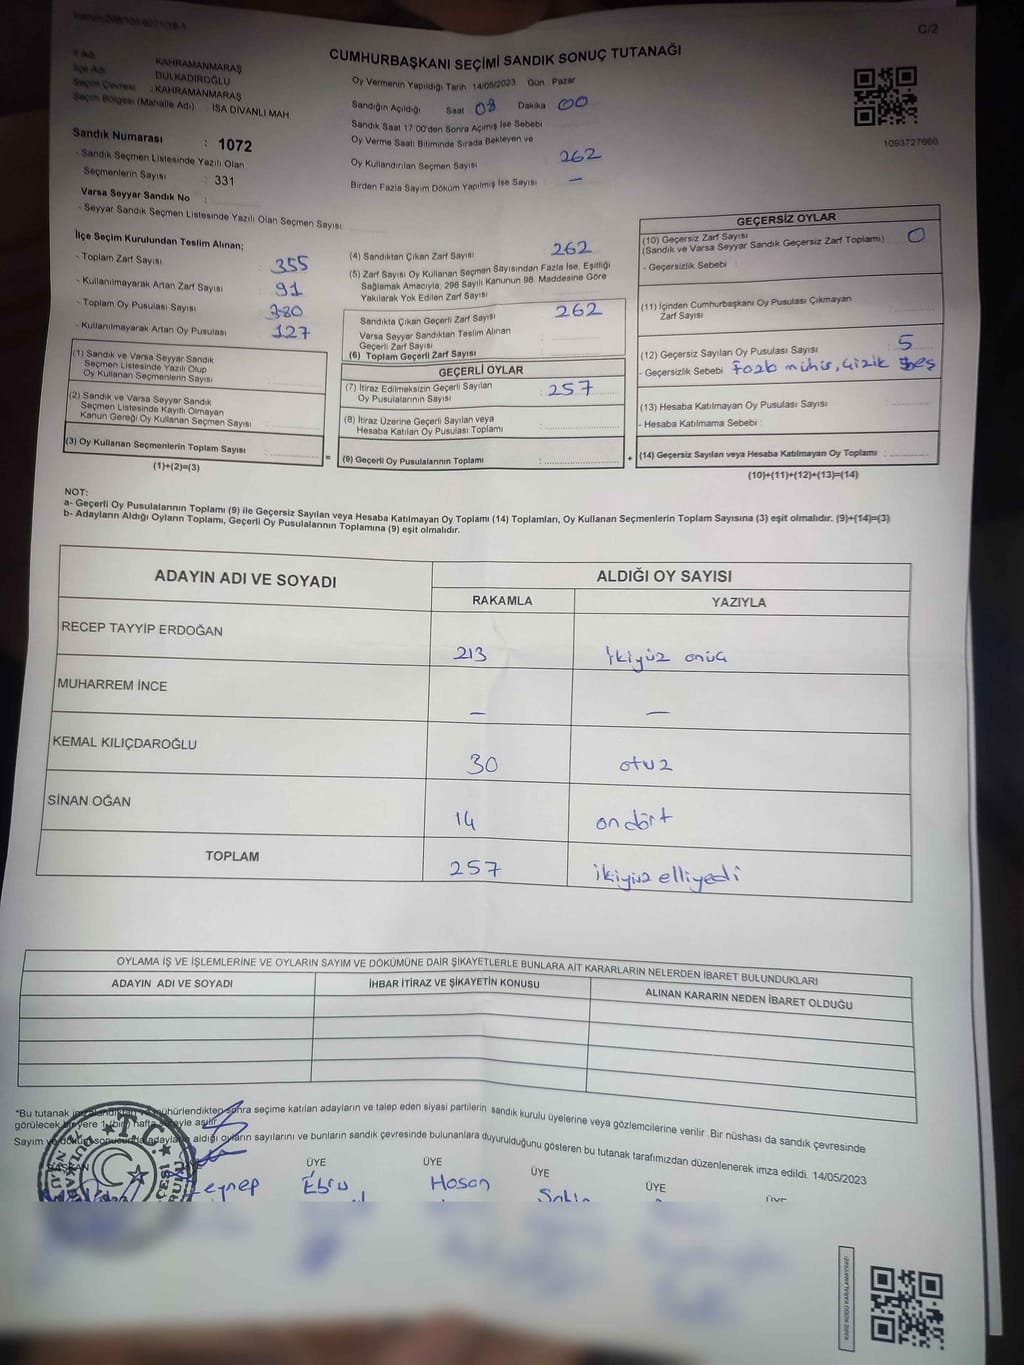 C/2
CUMHURBAŞKANI SEÇİMİ SANDIK SONUÇ TUTANAĞI
İlçe Adı
Seçim Çevresi
Seçim Bölgesi (Mahalle Adı)
KAHRAMANMARAŞ
DULKADİROĞLU
: KAHRAMANMARAŞ
: İSA DİVANLI MAH.
Sandık Numarası : 1072
- Sandık Seçmen Listesinde Yazılı Olan
Seçmenlerin Sayısı : 331
Varsa Seyyar Sandık No :
- Seyyar Sandık Seçmen Listesinde Yazılı Olan Seçmen Sayısı:
Oy Vermenin Yapıldığı Tarih: 14/05/2023 Gün: Pazar
Sandığın Açıldığı Saat 08 Dakika 00
Sandık Saat 17:00'den Sonra Açılmış İse Sebebi
Oy Verme Saati Bitiminde Sırada Bekleyen ve
Oy Kullandırılan Seçmen Sayısı : 262
Birden Fazla Sayım Döküm Yapılmış İse Sayısı : —
1093727666
İlçe Seçim Kurulundan Teslim Alınan;
- Toplam Zarf Sayısı : 355
- Kullanılmayarak Artan Zarf Sayısı : 91
- Toplam Oy Pusulası Sayısı : 380
- Kullanılmayarak Artan Oy Pusulası : 127
(1) Sandık ve Varsa Seyyar Sandık
Seçmen Listesinde Yazılı Olup
Oy Kullanan Seçmenlerin Sayısı :
(2) Sandık ve Varsa Seyyar Sandık
Seçmen Listesinde Kayıtlı Olmayan
Kanun Gereği Oy Kullanan Seçmen Sayısı :
(3) Oy Kullanan Seçmenlerin Toplam Sayısı :
(1)+(2)=(3)
(4) Sandıktan Çıkan Zarf Sayısı : 262
(5) Zarf Sayısı Oy Kullanan Seçmen Sayısından Fazla İse, Eşitliği
Sağlamak Amacıyla; 298 Sayılı Kanunun 98. Maddesine Göre
Yakılarak Yok Edilen Zarf Sayısı :
Sandıkta Çıkan Geçerli Zarf Sayısı : 262
Varsa Seyyar Sandıktan Teslim Alınan
Geçerli Zarf Sayısı :
(6) Toplam Geçerli Zarf Sayısı :
GEÇERLİ OYLAR
(7) İtiraz Edilmeksizin Geçerli Sayılan
Oy Pusulalarının Sayısı : 257
(8) İtiraz Üzerine Geçerli Sayılan veya
Hesaba Katılan Oy Pusulası Toplamı :
= (9) Geçerli Oy Pusulalarının Toplamı : +
GEÇERSİZ OYLAR
(10) Geçersiz Zarf Sayısı
(Sandık ve Varsa Seyyar Sandık Geçersiz Zarf Toplamı) : 0
- Geçersizlik Sebebi :
(11) İçinden Cumhurbaşkanı Oy Pusulası Çıkmayan
Zarf Sayısı :
(12) Geçersiz Sayılan Oy Pusulası Sayısı : 5
- Geçersizlik Sebebi : fazla mühür, çizik beş
(13) Hesaba Katılmayan Oy Pusulası Sayısı :
- Hesaba Katılmama Sebebi :
(14) Geçersiz Sayılan veya Hesaba Katılmayan Oy Toplamı :
(10)+(11)+(12)+(13)=(14)
NOT:
a- Geçerli Oy Pusulalarının Toplamı (9) ile Geçersiz Sayılan veya Hesaba Katılmayan Oy Toplamı (14) Toplamları, Oy Kullanan Seçmenlerin Toplam Sayısına (3) eşit olmalıdır. (9)+(14)=(3)
b- Adayların Aldığı Oyların Toplamı, Geçerli Oy Pusulalarının Toplamına (9) eşit olmalıdır.
ADAYIN ADI VE SOYADI
ALDIĞI OY SAYISI
RAKAMLA YAZIYLA
RECEP TAYYİP ERDOĞAN 213 ikiyüz onüç
MUHARREM İNCE — —
KEMAL KILIÇDAROĞLU 30 otuz
SİNAN OĞAN 14 ondört
TOPLAM 257 ikiyüzelliyedi
OYLAMA İŞ VE İŞLEMLERİNE VE OYLARIN SAYIM VE DÖKÜMÜNE DAİR ŞİKAYETLERLE BUNLARA AİT KARARLARIN NELERDEN İBARET BULUNDUKLARI
ADAYIN ADI VE SOYADI İHBAR İTİRAZ VE ŞİKAYETİN KONUSU ALINAN KARARIN NEDEN İBARET OLDUĞU
*Bu tutanak imzalandıktan ve mühürlendikten sonra seçime katılan adayların ve talep eden siyasi partilerin sandık kurulu üyelerine veya gözlemcilerine verilir. Bir nüshası da sandık çevresinde
görülecek bir yere 1 (bir) hafta süreyle asılır.
Sayım ve döküm sonucunda adayların aldığı oyların sayılarını ve bunların sandık çevresinde bulunanlara duyurulduğunu gösteren bu tutanak tarafımızdan düzenlenerek imza edildi. 14/05/2023
BAŞKAN ÜYE ÜYE ÜYE ÜYE ÜYE
Zeynep Ebru Hasan
T.C.
KARE KODU KARALAMAYINIZ!